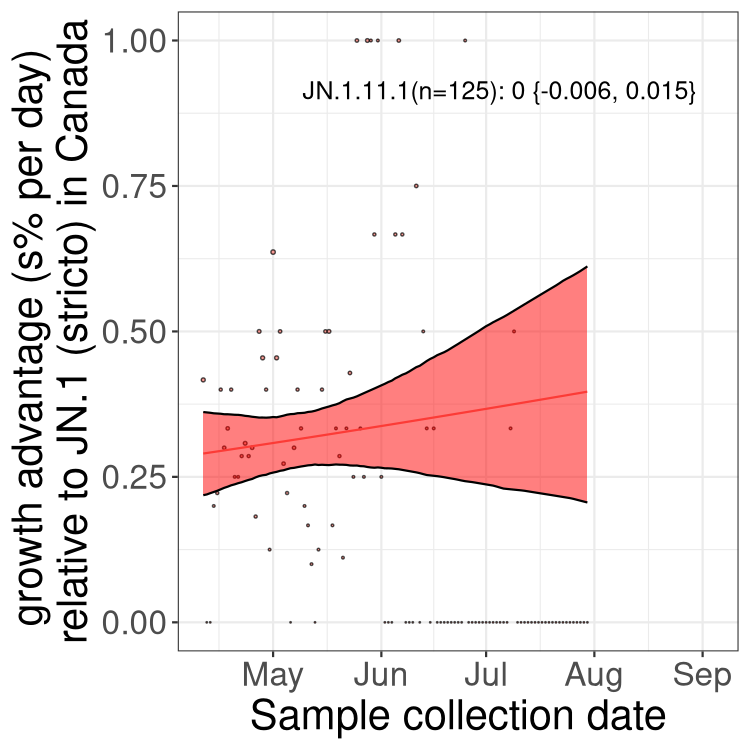 growth advantage (s% per day)
relative to JN.1 (stricto) in Canada
1.00
0.75
0.50
0.25
0.00
JN.1.11.1(n=125): 0 {-0.006, 0.015}
May Jun Jul Aug Sep
Sample collection date